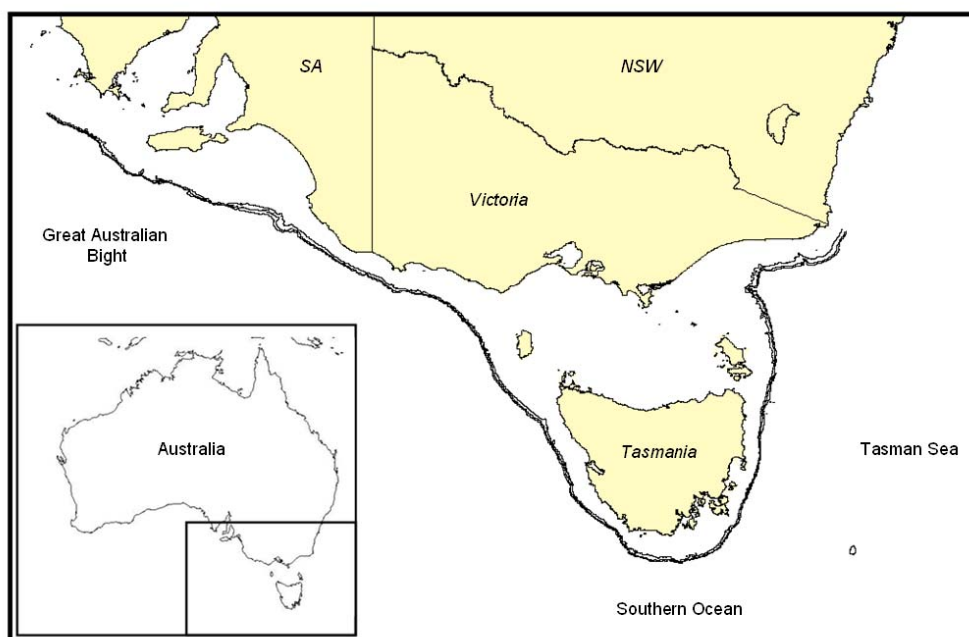 SA
NSW
Victoria
Great Australian
Bight
Australia
Tasmania
Tasman Sea
Southern Ocean